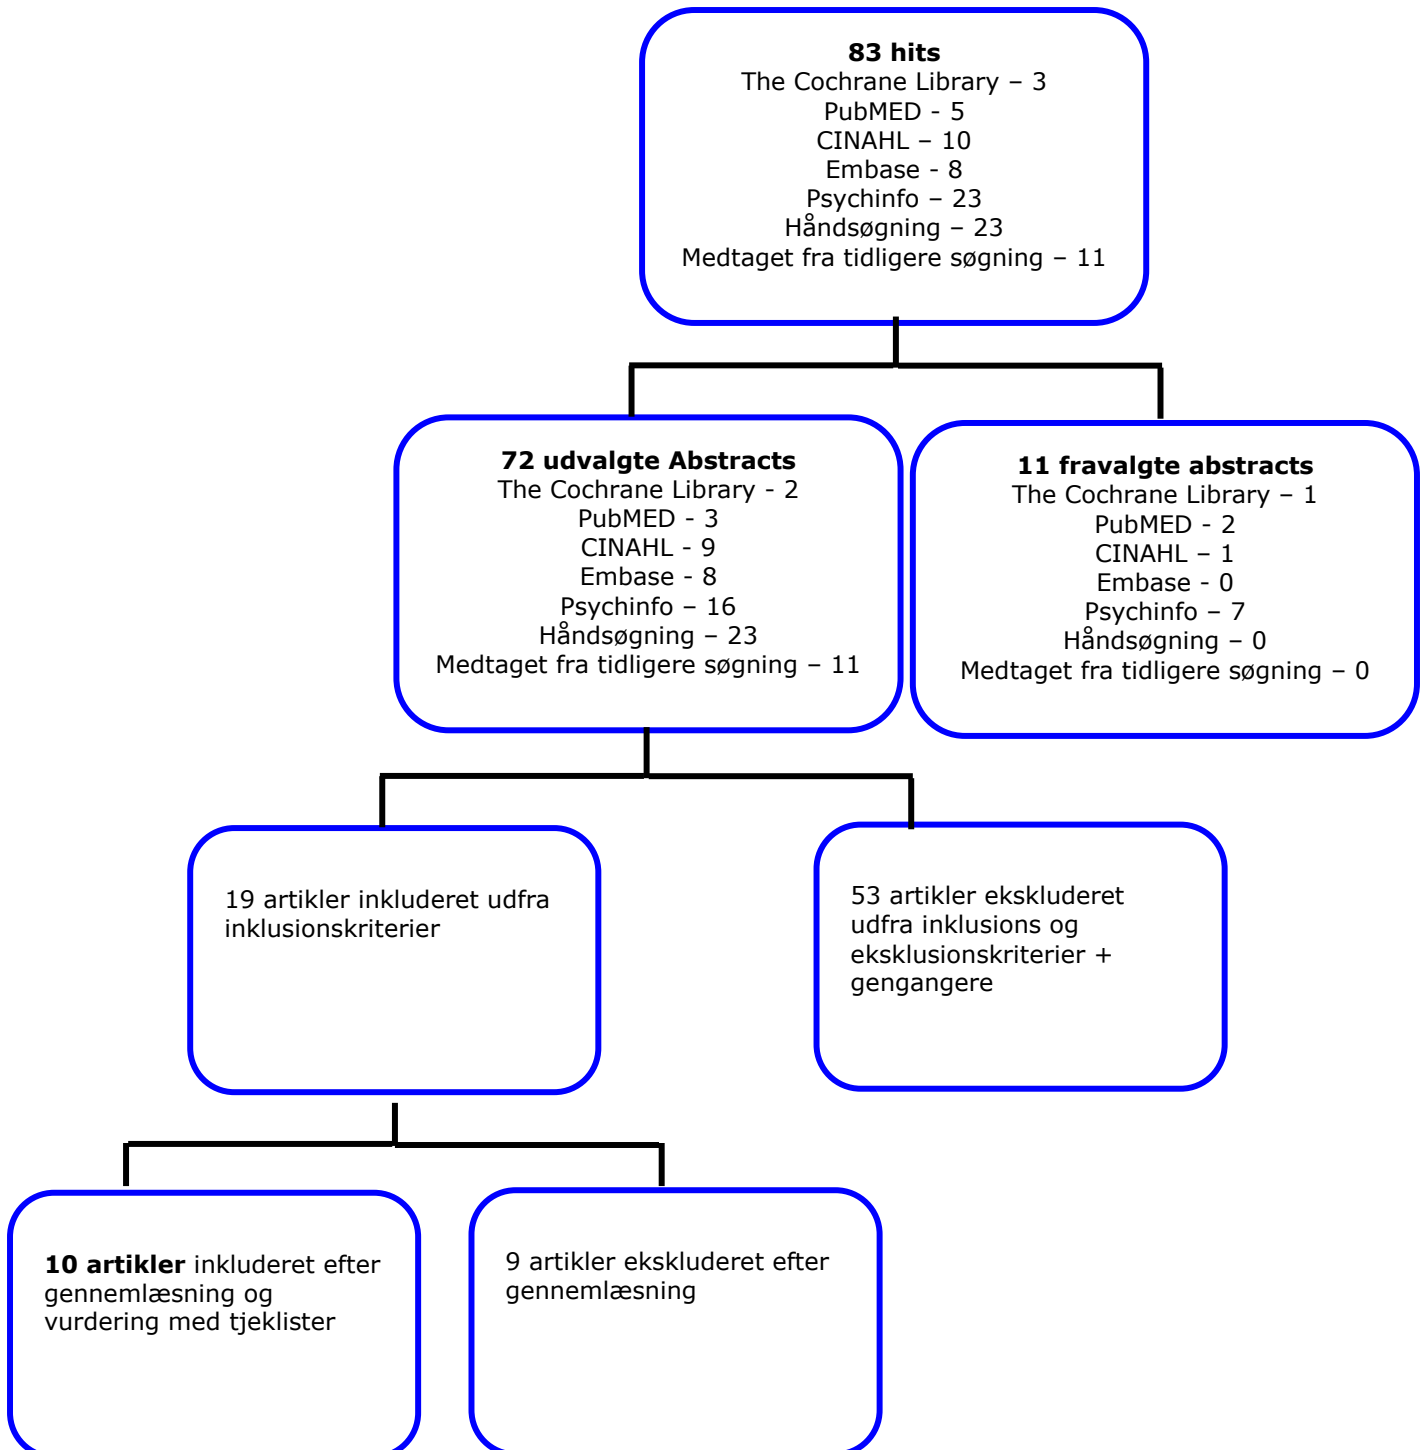 83 hits
The Cochrane Library – 3
PubMED - 5
CINAHL – 10
Embase - 8
Psychinfo – 23
Håndsøgning – 23
Medtaget fra tidligere søgning – 11
72 udvalgte Abstracts
The Cochrane Library - 2
PubMED - 3
CINAHL - 9
Embase - 8
Psychinfo – 16
Håndsøgning – 23
Medtaget fra tidligere søgning – 11
11 fravalgte abstracts
The Cochrane Library – 1
PubMED - 2
CINAHL – 1
Embase - 0
Psychinfo – 7
Håndsøgning – 0
Medtaget fra tidligere søgning – 0
19 artikler inkluderet udfra
inklusionskriterier
53 artikler ekskluderet
udfra inklusions og
eksklusionskriterier +
gengangere
10 artikler inkluderet efter
gennemlæsning og
vurdering med tjeklister
9 artikler ekskluderet efter
gennemlæsning